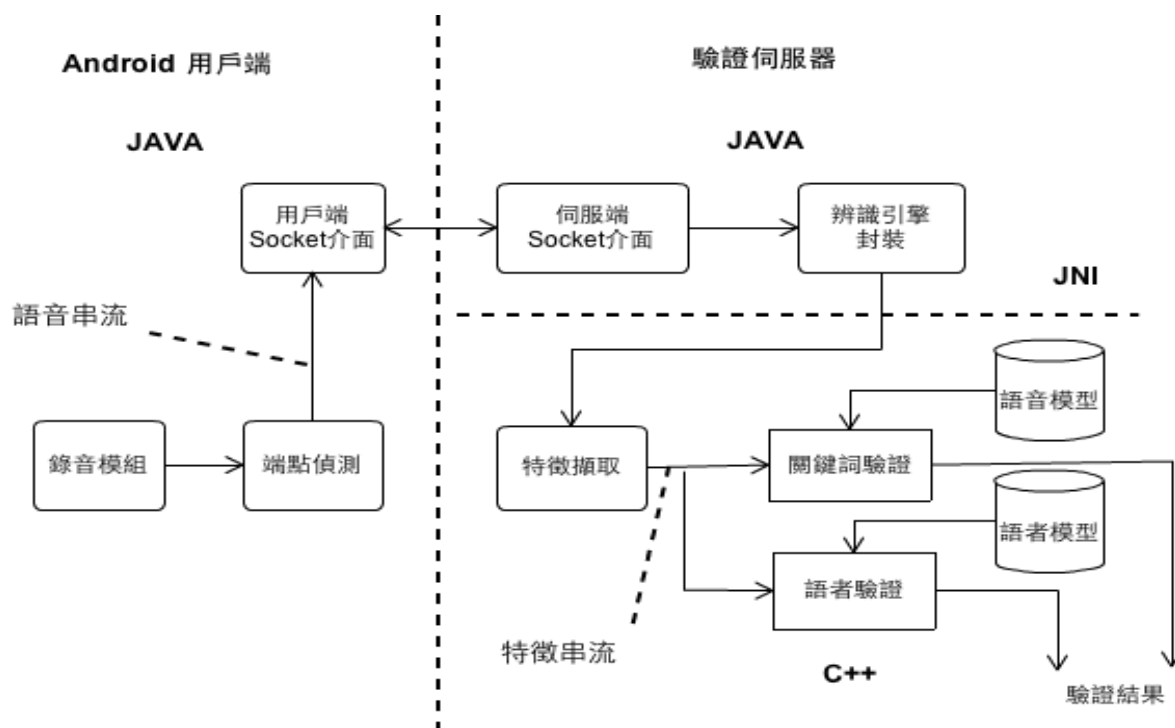 Android 用戶端
驗證伺服器
JAVA
JAVA
用戶端
Socket介面
伺服端
Socket介面
辨識引擎
封裝
JNI
語音串流
語音模型
錄音模組
端點偵測
特徵擷取
關鍵詞驗證
語者模型
語者驗證
特徵串流
C++
驗證結果